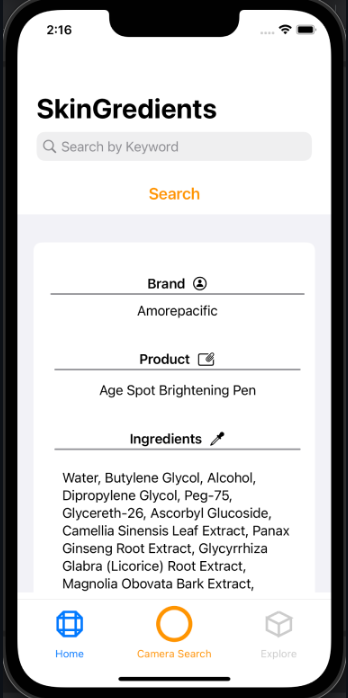 2:16
SkinGredients
Search by Keyword
Search
Brand
Amorepacific
Product
Age Spot Brightening Pen
Ingredients
Water, Butylene Glycol, Alcohol,
Dipropylene Glycol, Peg-75,
Glycereth-26, Ascorbyl Glucoside,
Camellia Sinensis Leaf Extract, Panax
Ginseng Root Extract, Glycyrrhiza
Glabra (Licorice) Root Extract,
Magnolia Obovata Bark Extract,
Home
Camera Search
Explore